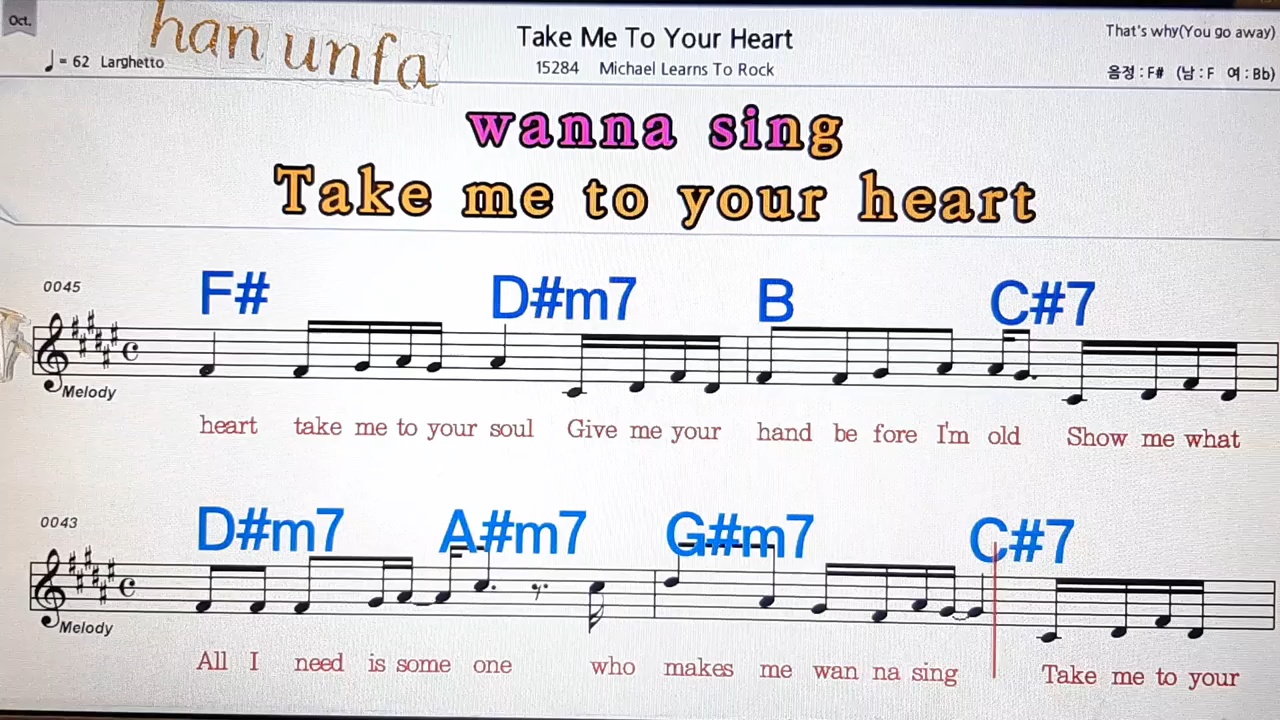 Oct.
han unfa
♩= 62 Larghetto
Take Me To Your Heart
15284 Michael Learns To Rock
That's why(You go away)
음정 : F# (남 : F 여 : Bb)
wanna sing
Take me to your heart
0045
F# D#m7 B C#7
Melody
heart take me to your soul Give me your hand be fore I'm old Show me what
0043
D#m7 A#m7 G#m7 C#7
Melody
All I need is some one who makes me wan na sing Take me to your